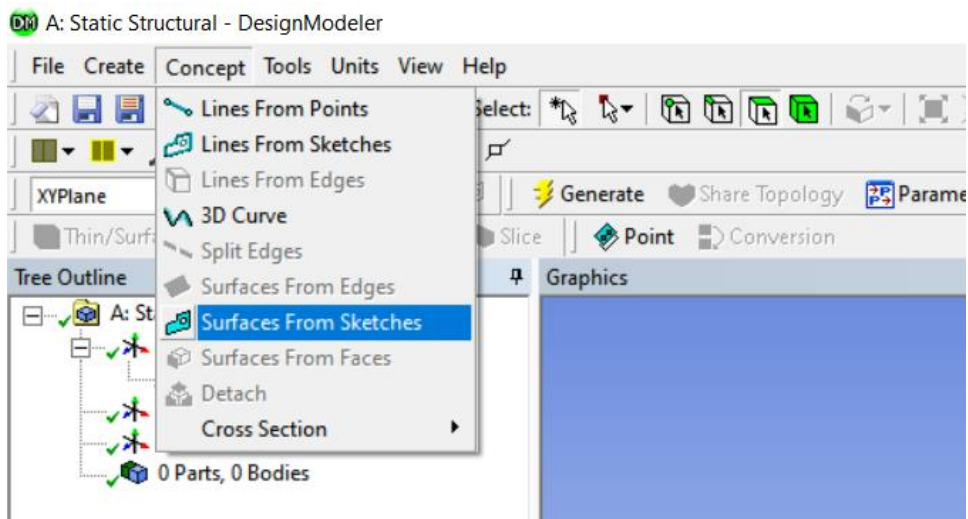 DM A: Static Structural - DesignModeler
File Create Concept Tools Units View Help
Lines From Points
Select:
Lines From Sketches
Lines From Edges
XYPlane
Generate Share Topology Parame
3D Curve
Thin/Surfa
Slice Point Conversion
Split Edges
Tree Outline
Graphics
Surfaces From Edges
A: St
Surfaces From Sketches
Surfaces From Faces
Detach
Cross Section
0 Parts, 0 Bodies